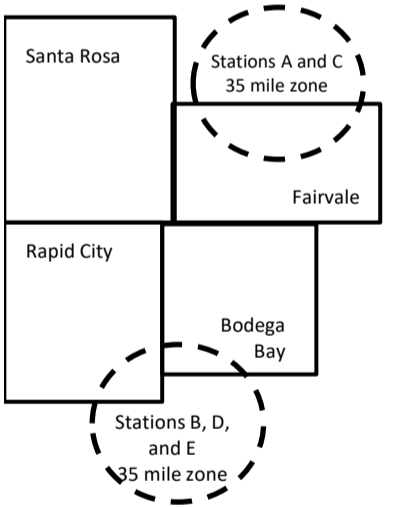 Santa Rosa
Stations A and C
35 mile zone
Fairvale
Rapid City
Bodega
Bay
Stations B, D,
and E
35 mile zone